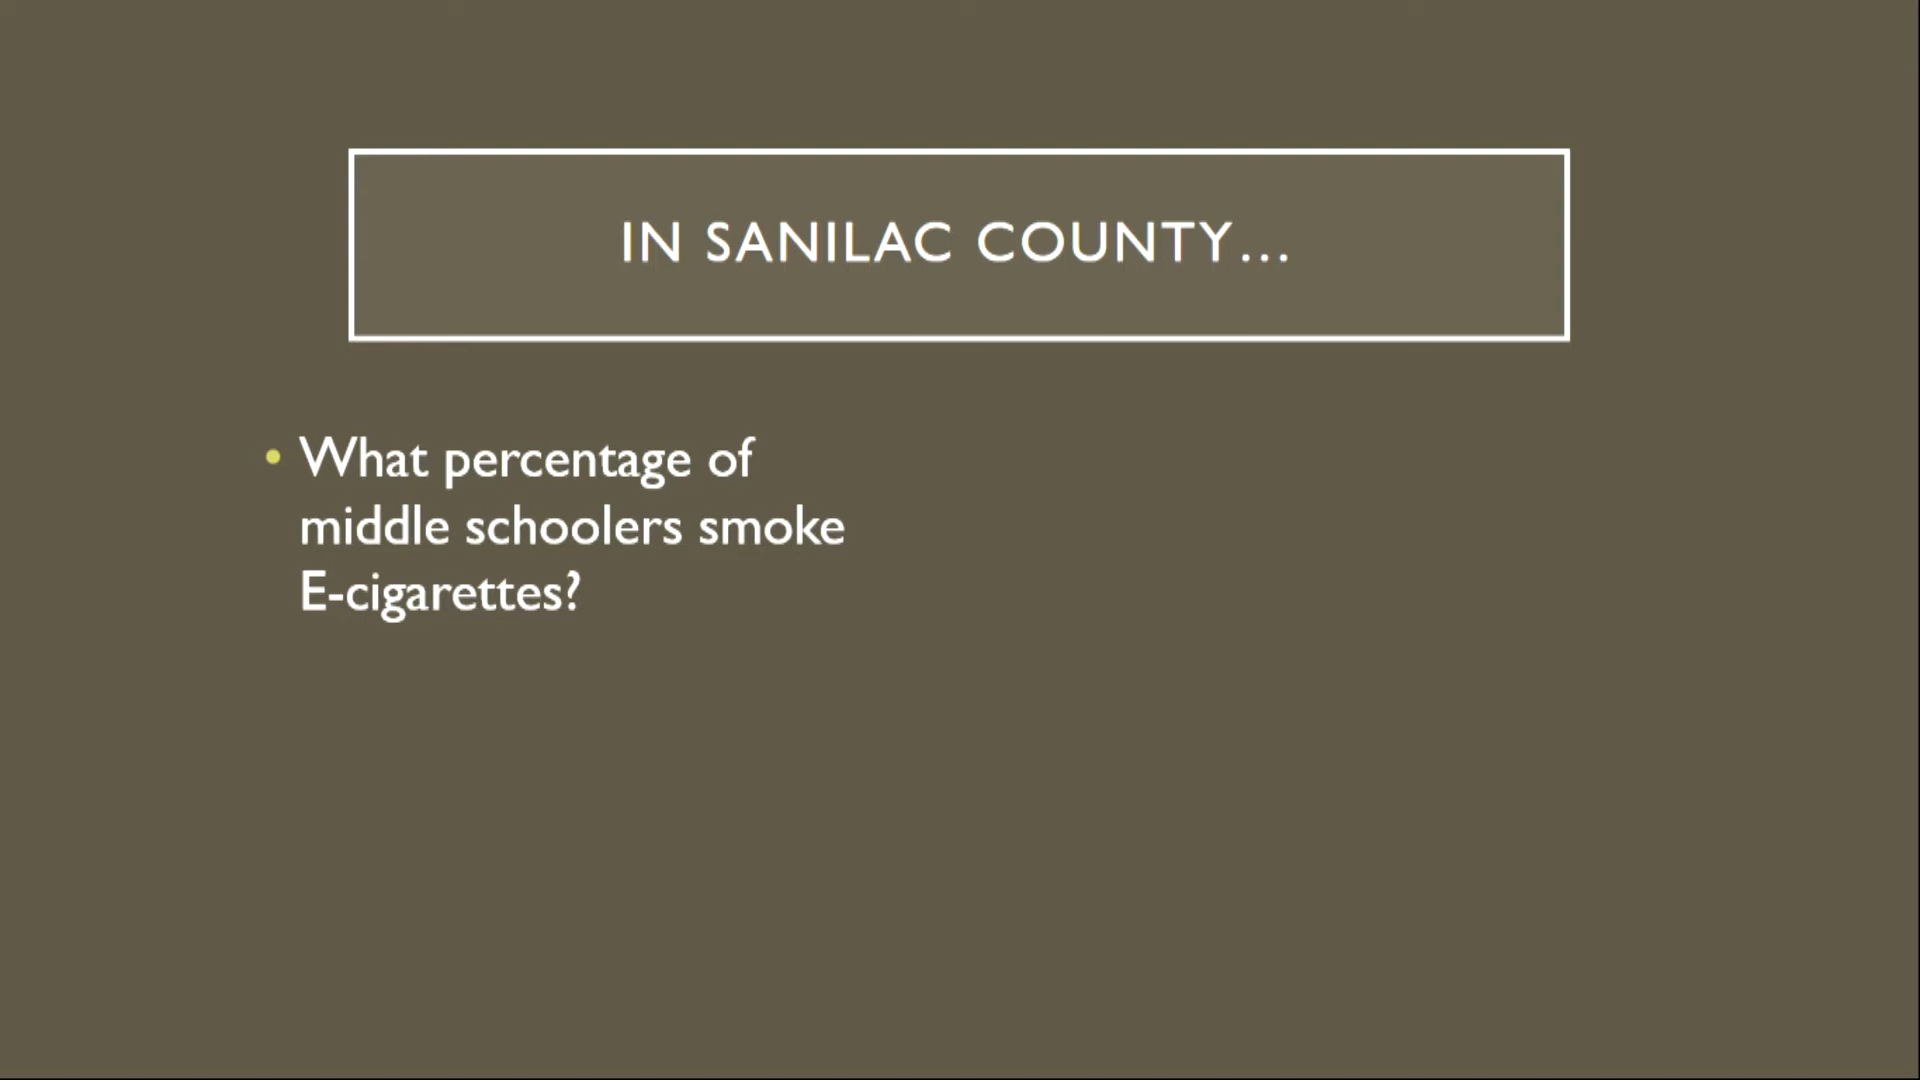 IN SANILAC COUNTY...
• What percentage of
middle schoolers smoke
E-cigarettes?